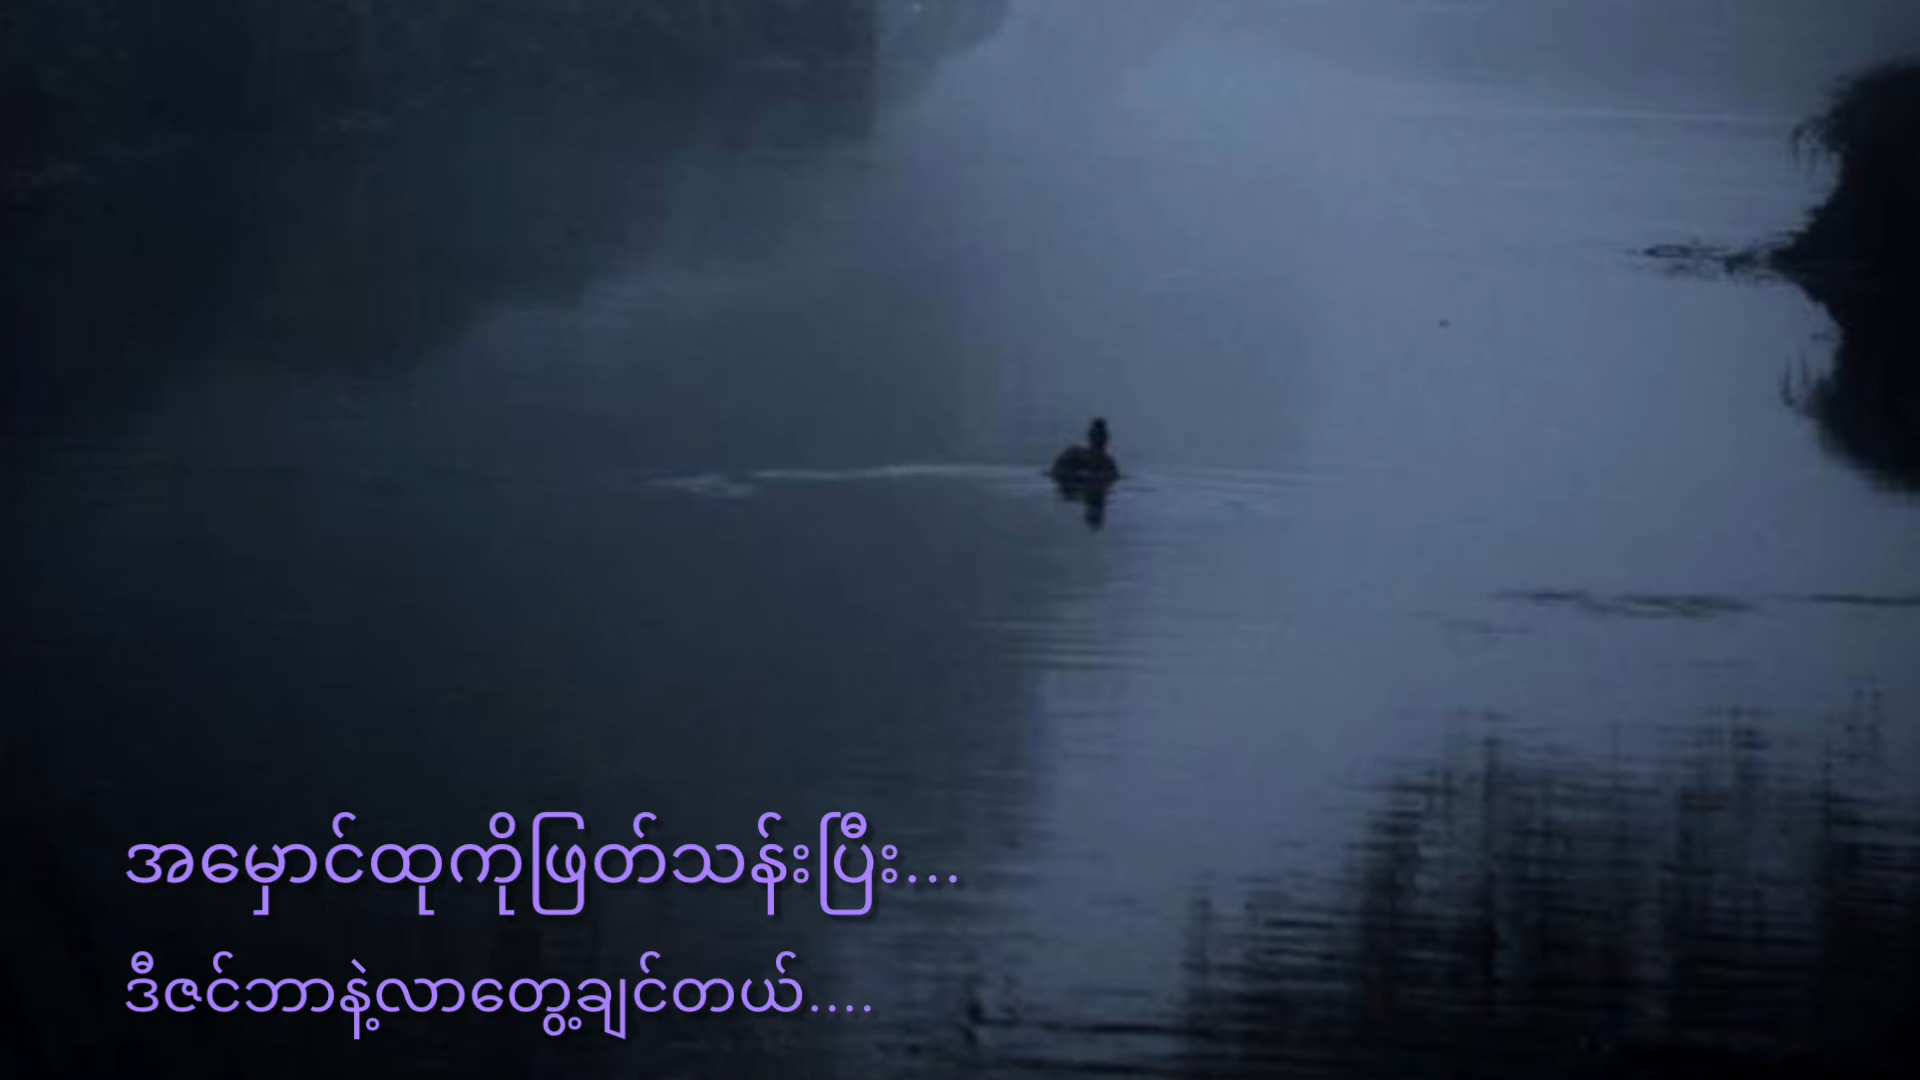 အမှောင်ထုကိုဖြတ်သန်းပြီး...
ဒီဇင်ဘာနဲ့လာတွေ့ချင်တယ်....